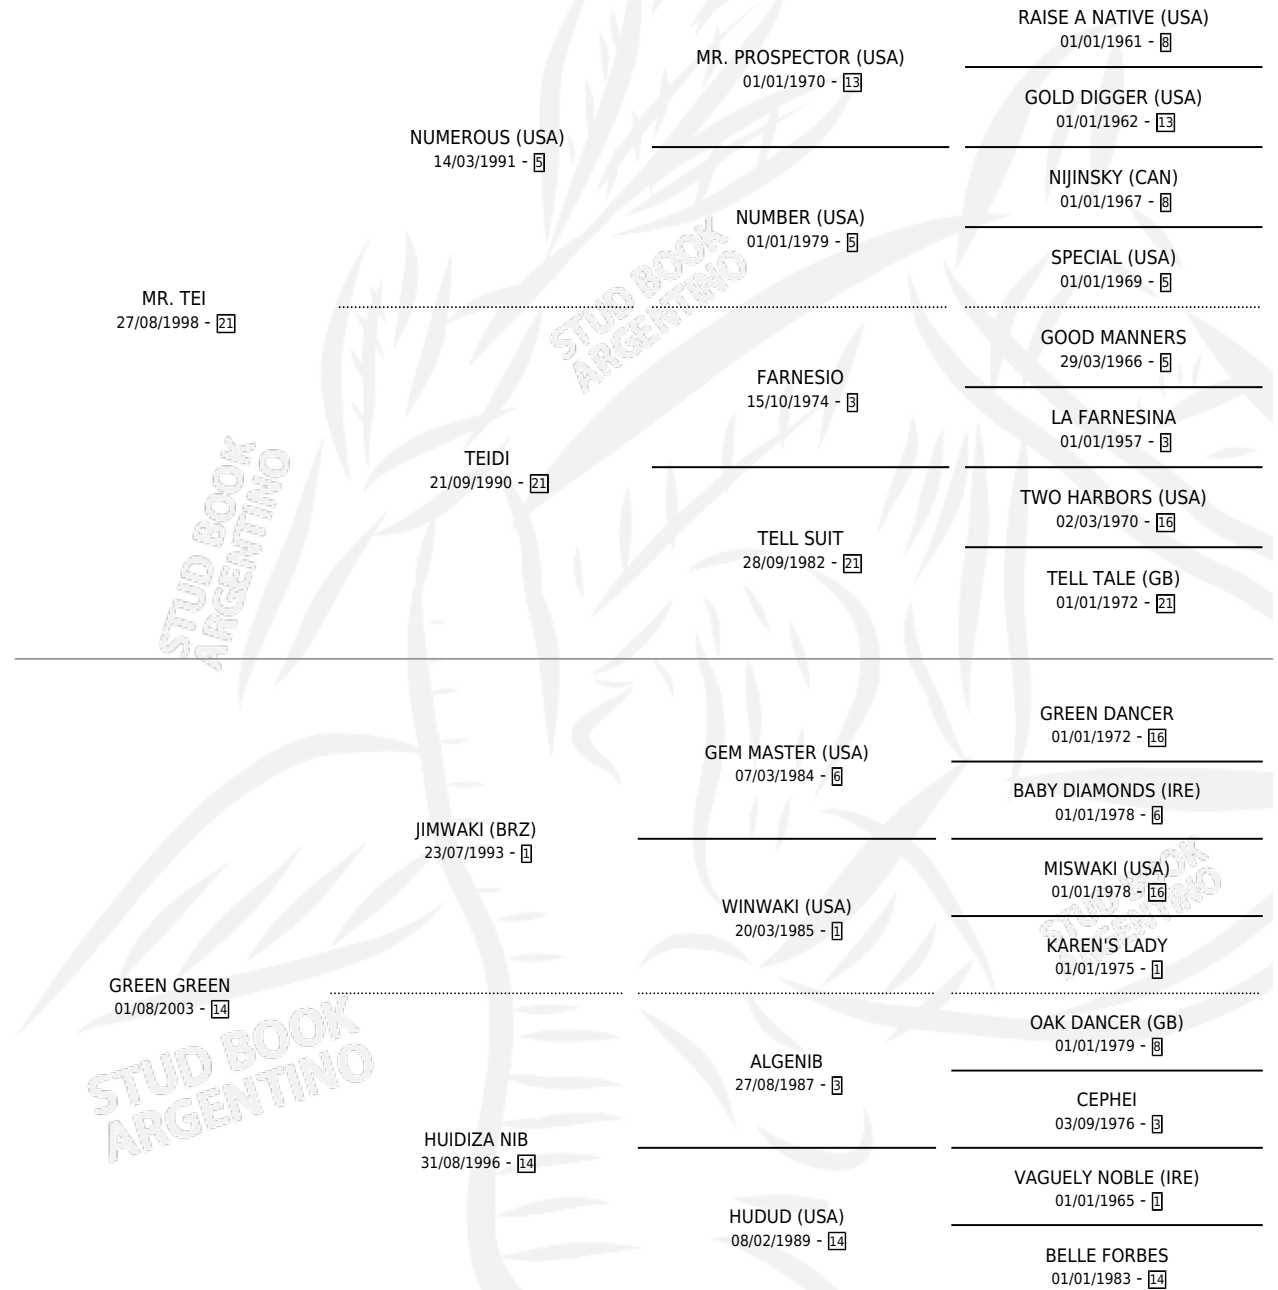 RAISE A NATIVE (USA)
01/01/1961 - 8
MR. PROSPECTOR (USA)
01/01/1970 - 13
GOLD DIGGER (USA)
01/01/1962 - 13
NUMEROUS (USA)
14/03/1991 - 5
NIJINSKY (CAN)
01/01/1967 - 8
NUMBER (USA)
01/01/1979 - 5
SPECIAL (USA)
01/01/1969 - 5
MR. TEI
27/08/1998 - 21
STUD BOOK
ARGENTINO
GOOD MANNERS
29/03/1966 - 5
FARNESIO
15/10/1974 - 3
LA FARNESINA
01/01/1957 - 3
TEIDI
21/09/1990 - 21
TWO HARBORS (USA)
02/03/1970 - 16
TELL SUIT
28/09/1982 - 21
TELL TALE (GB)
01/01/1972 - 21
STUD BOOK
ARGENTINO
GREEN DANCER
01/01/1972 - 16
GEM MASTER (USA)
07/03/1984 - 6
BABY DIAMONDS (IRE)
01/01/1978 - 6
JIMWAKI (BRZ)
23/07/1993 - 1
MISWAKI (USA)
01/01/1978 - 16
STUD BOOK
ARGENTINO
WINWAKI (USA)
20/03/1985 - 1
KAREN'S LADY
01/01/1975 - 1
GREEN GREEN
01/08/2003 - 14
STUD BOOK
ARGENTINO
OAK DANCER (GB)
01/01/1979 - 8
ALGENIB
27/08/1987 - 3
CEPHEI
03/09/1976 - 3
HUIDIZA NIB
31/08/1996 - 14
VAGUELY NOBLE (IRE)
01/01/1965 - 1
HUDUD (USA)
08/02/1989 - 14
BELLE FORBES
01/01/1983 - 14